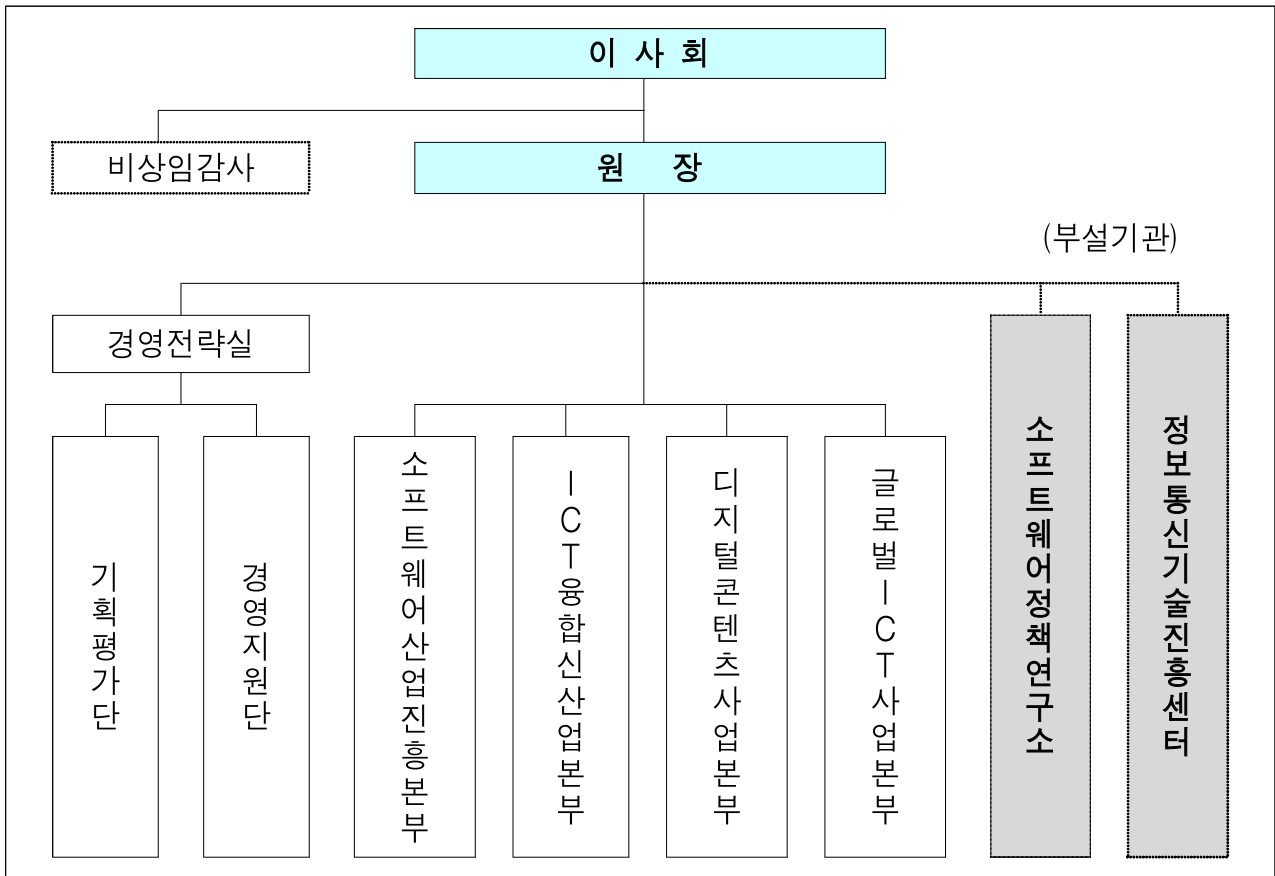 이 사 회
비상임감사
원 장
(부설기관)
경영전략실
기획평가단
경영지원단
소프트웨어산업진흥본부
ICT융합신산업본부
디지털콘텐츠사업본부
글로벌ICT사업본부
소프트웨어정책연구소
정보통신기술진흥센터